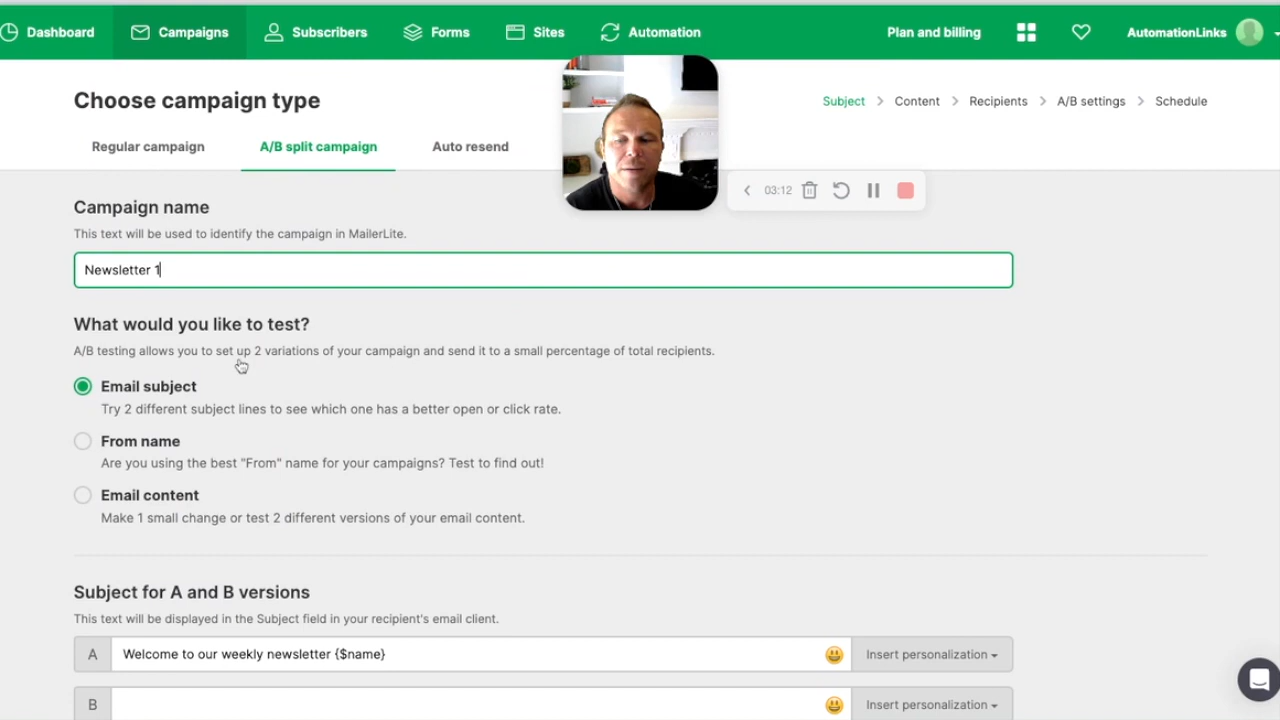 Dashboard Campaigns Subscribers Forms Sites Automation Plan and billing AutomationLinks
Choose campaign type
Subject > Content > Recipients > A/B settings > Schedule
Regular campaign A/B split campaign Auto resend
03:12
Campaign name
This text will be used to identify the campaign in MailerLite.
Newsletter 1
What would you like to test?
A/B testing allows you to set up 2 variations of your campaign and send it to a small percentage of total recipients.
Email subject
Try 2 different subject lines to see which one has a better open or click rate.
From name
Are you using the best "From" name for your campaigns? Test to find out!
Email content
Make 1 small change or test 2 different versions of your email content.
Subject for A and B versions
This text will be displayed in the Subject field in your recipient's email client.
A Welcome to our weekly newsletter {$name} Insert personalization
B Insert personalization